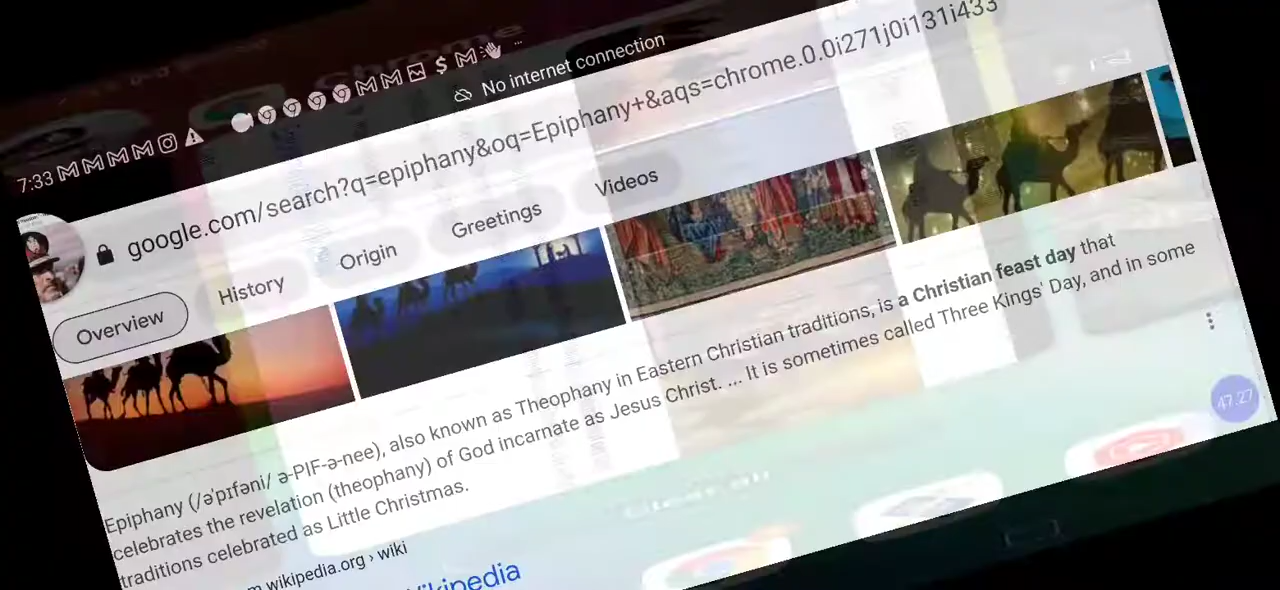 7:33
No internet connection
google.com/search?q=epiphany&oq=Epiphany+&aqs=chrome.0.0i271j0i131i433
Overview History Origin Greetings Videos
Epiphany (/əˈpɪfəni/ ə-PIF-ə-nee), also known as Theophany in Eastern Christian traditions, is a Christian feast day that
celebrates the revelation (theophany) of God incarnate as Jesus Christ. ... It is sometimes called Three Kings' Day, and in some
traditions celebrated as Little Christmas.
wikipedia.org › wiki
47:27